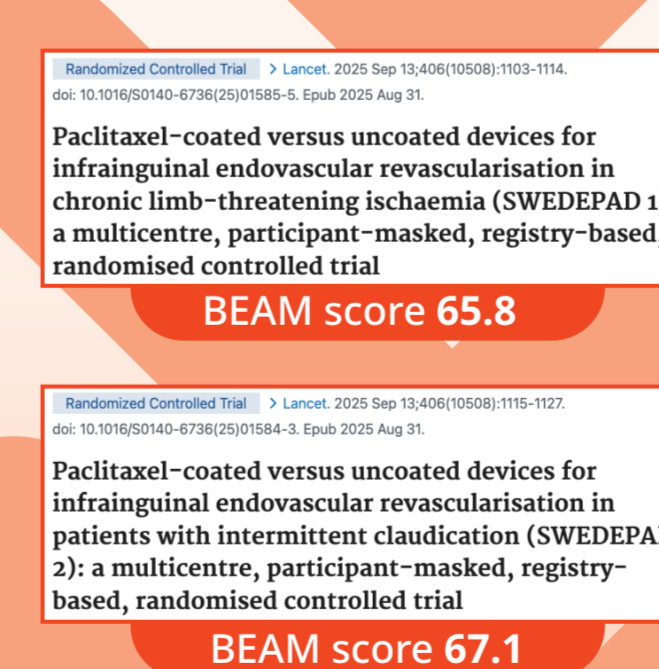 Randomized Controlled Trial > Lancet. 2025 Sep 13;406(10508):1103-1114.
doi: 10.1016/S0140-6736(25)01585-5. Epub 2025 Aug 31.
Paclitaxel-coated versus uncoated devices for
infrainguinal endovascular revascularisation in
chronic limb-threatening ischaemia (SWEDEPAD 1
a multicentre, participant-masked, registry-based,
randomised controlled trial
BEAM score 65.8
Randomized Controlled Trial > Lancet. 2025 Sep 13;406(10508):1115-1127.
doi: 10.1016/S0140-6736(25)01584-3. Epub 2025 Aug 31.
Paclitaxel-coated versus uncoated devices for
infrainguinal endovascular revascularisation in
patients with intermittent claudication (SWEDEPA
2): a multicentre, participant-masked, registry-
based, randomised controlled trial
BEAM score 67.1